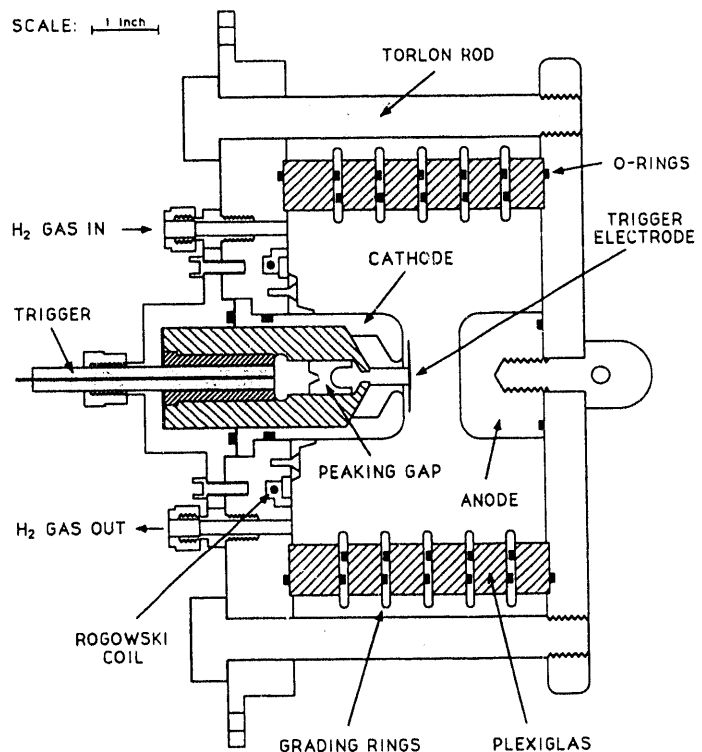 SCALE: 1 inch
TORLON ROD
O-RINGS
H₂ GAS IN
TRIGGER
ELECTRODE
CATHODE
TRIGGER
PEAKING GAP
ANODE
H₂ GAS OUT
ROGOWSKI
COIL
GRADING RINGS
PLEXIGLAS